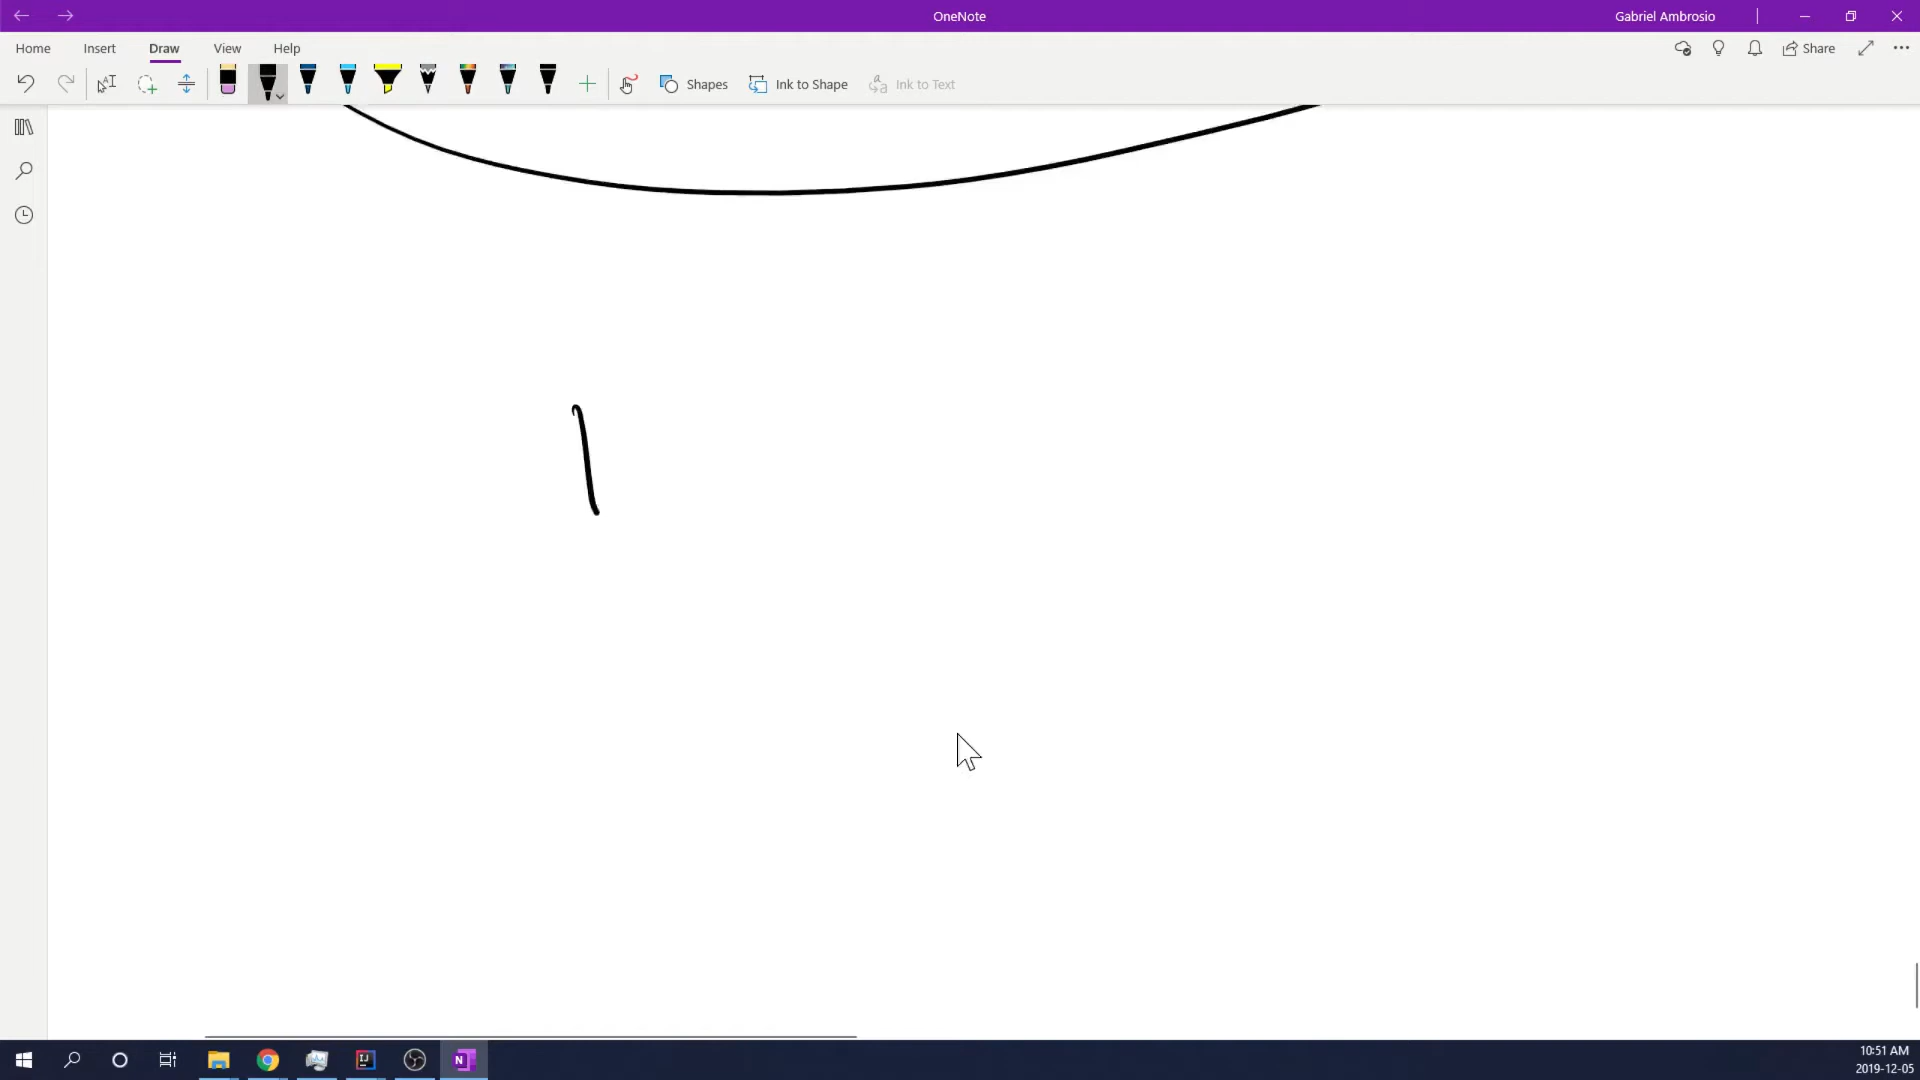 OneNote
Gabriel Ambrosio
Home Insert Draw View Help
Share
Shapes Ink to Shape Ink to Text
10:51 AM
2019-12-05